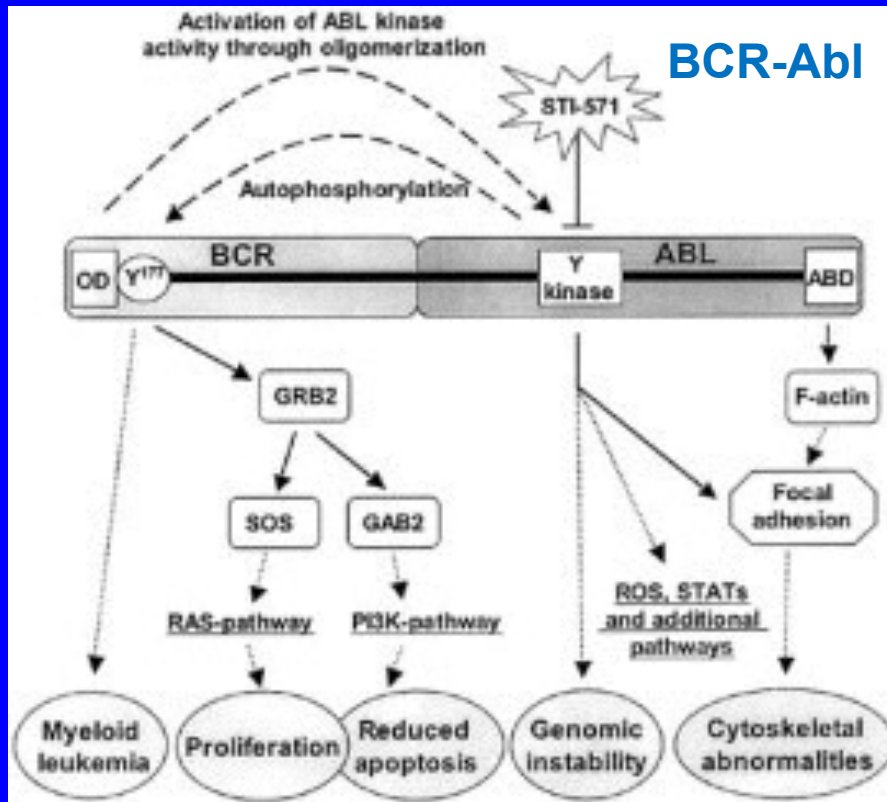 Activation of ABL kinase
activity through oligomerization
BCR-Abl
STI-571
Autophosphorylation
BCR
ABL
OD
Y177
Y
kinase
ABD
GRB2
F-actin
SOS
GAB2
Focal
adhesion
RAS-pathway
PI3K-pathway
ROS, STATs
and additional
pathways
Myeloid
leukemia
Proliferation
Reduced
apoptosis
Genomic
instability
Cytoskeletal
abnormalities